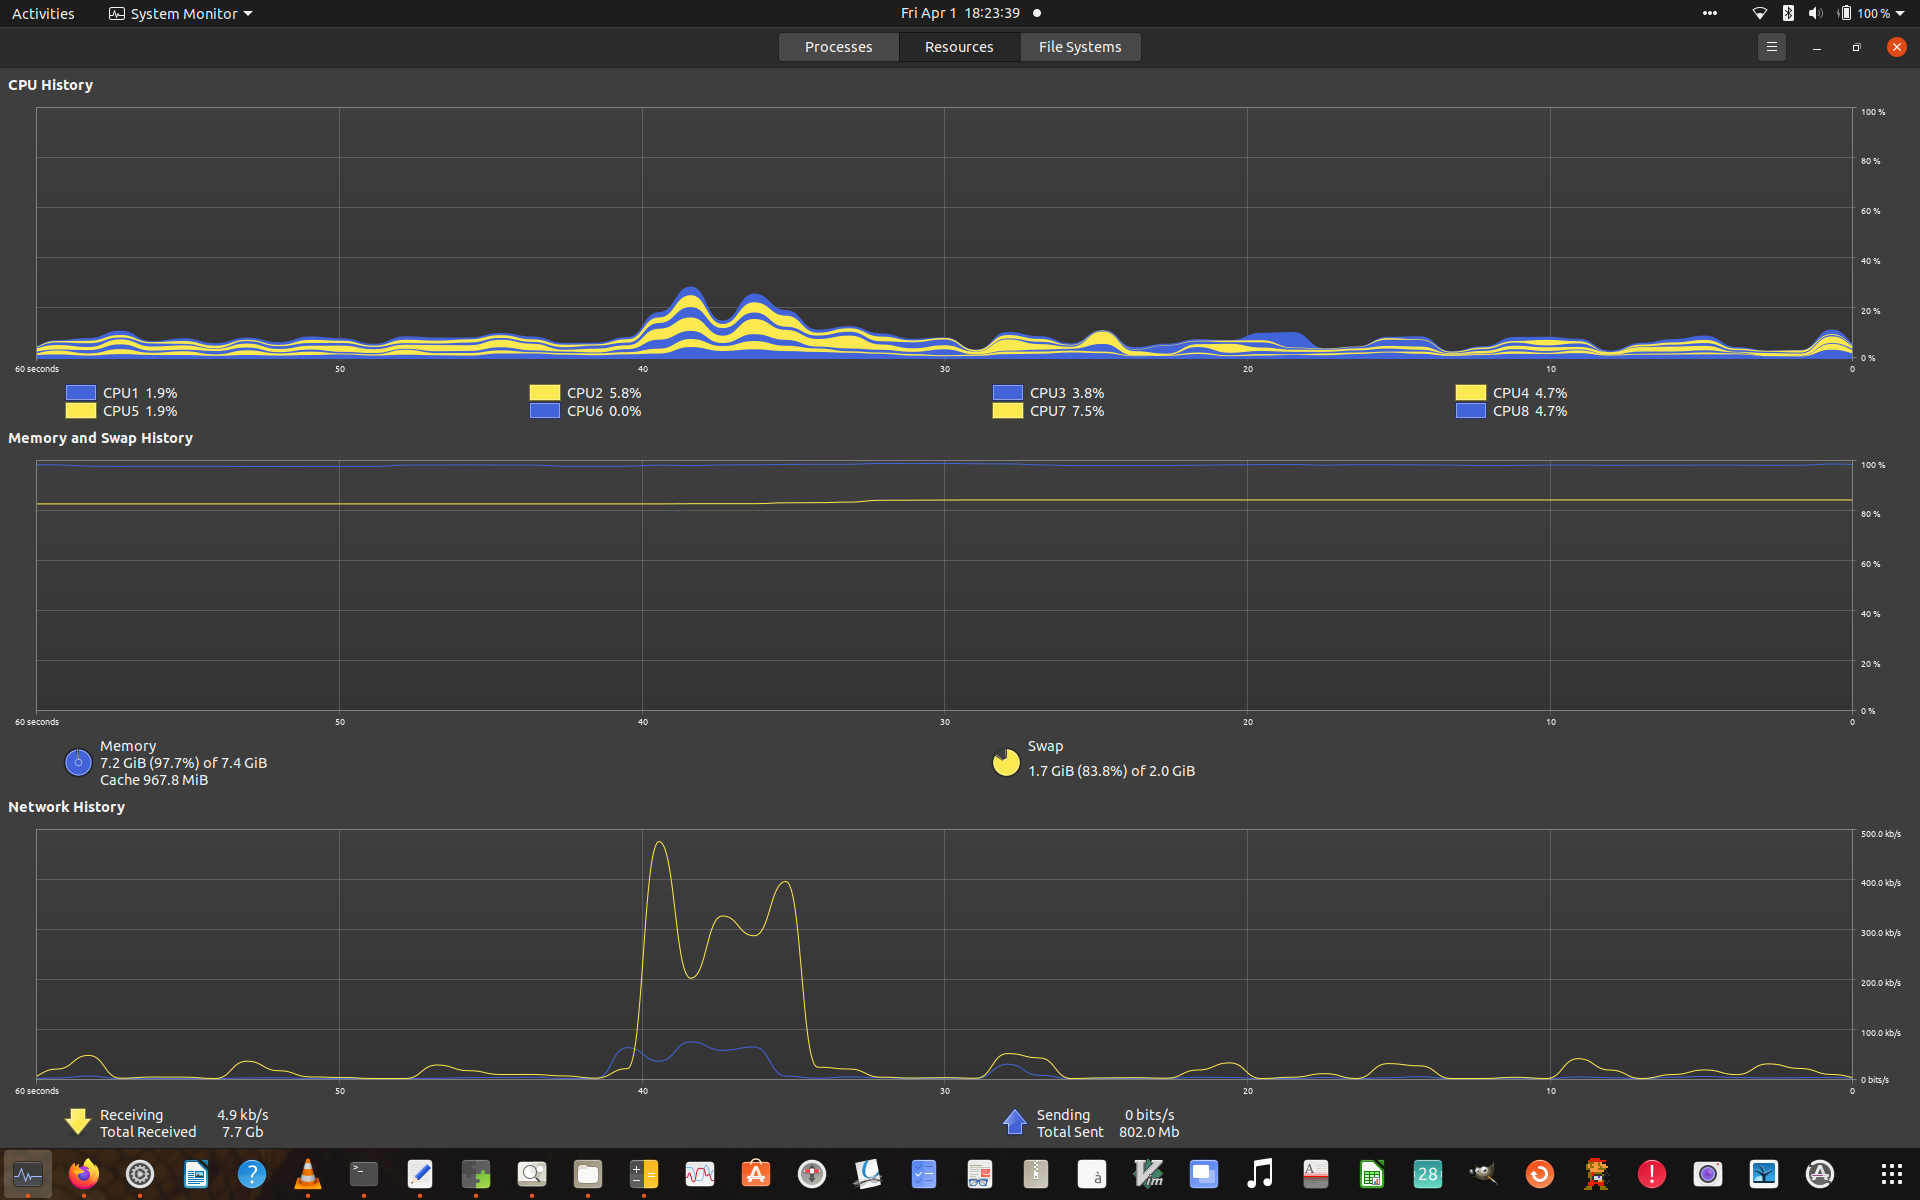 Activities
System Monitor
Fri Apr 1 18:23:39
100 %
Processes
Resources
File Systems
CPU History
100 %
80 %
60 %
40 %
20 %
0 %
60 seconds 50 40 30 20 10 0
CPU1 1.9% CPU2 5.8% CPU3 3.8% CPU4 4.7%
CPU5 1.9% CPU6 0.0% CPU7 7.5% CPU8 4.7%
Memory and Swap History
100 %
80 %
60 %
40 %
20 %
0 %
60 seconds 50 40 30 20 10 0
Memory
7.2 GiB (97.7%) of 7.4 GiB
Cache 967.8 MiB
Swap
1.7 GiB (83.8%) of 2.0 GiB
Network History
500.0 kb/s
400.0 kb/s
300.0 kb/s
200.0 kb/s
100.0 kb/s
0 bits/s
60 seconds 50 40 30 20 10 0
Receiving 4.9 kb/s
Total Received 7.7 Gb
Sending 0 bits/s
Total Sent 802.0 Mb
?
>_
à
Vim
A
28
!